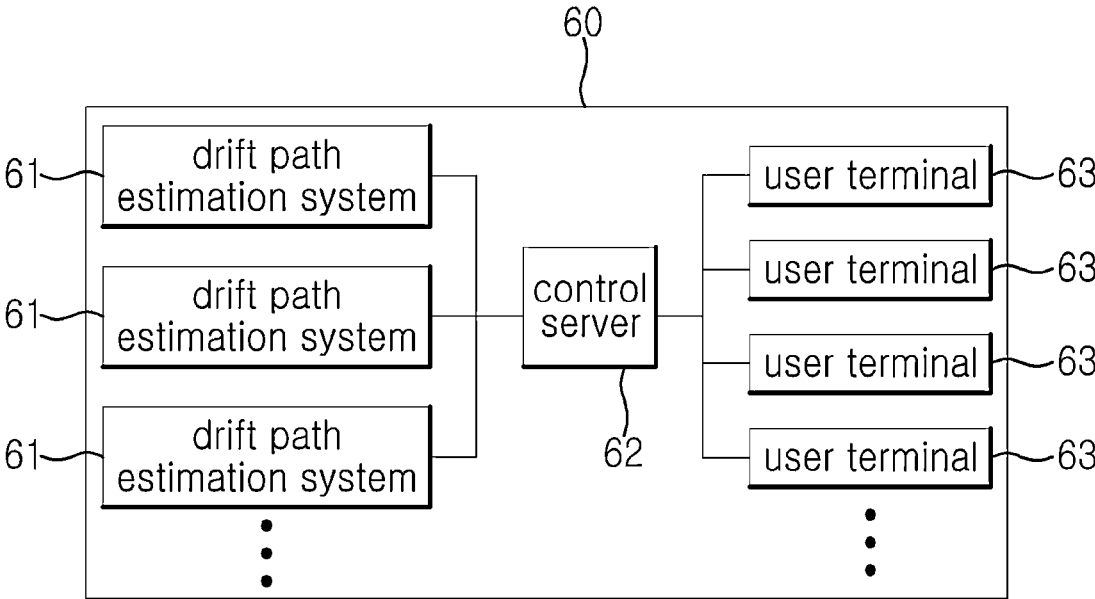 60
61
drift path
estimation system
61
drift path
estimation system
61
drift path
estimation system
control
server
62
user terminal
63
user terminal
63
user terminal
63
user terminal
63